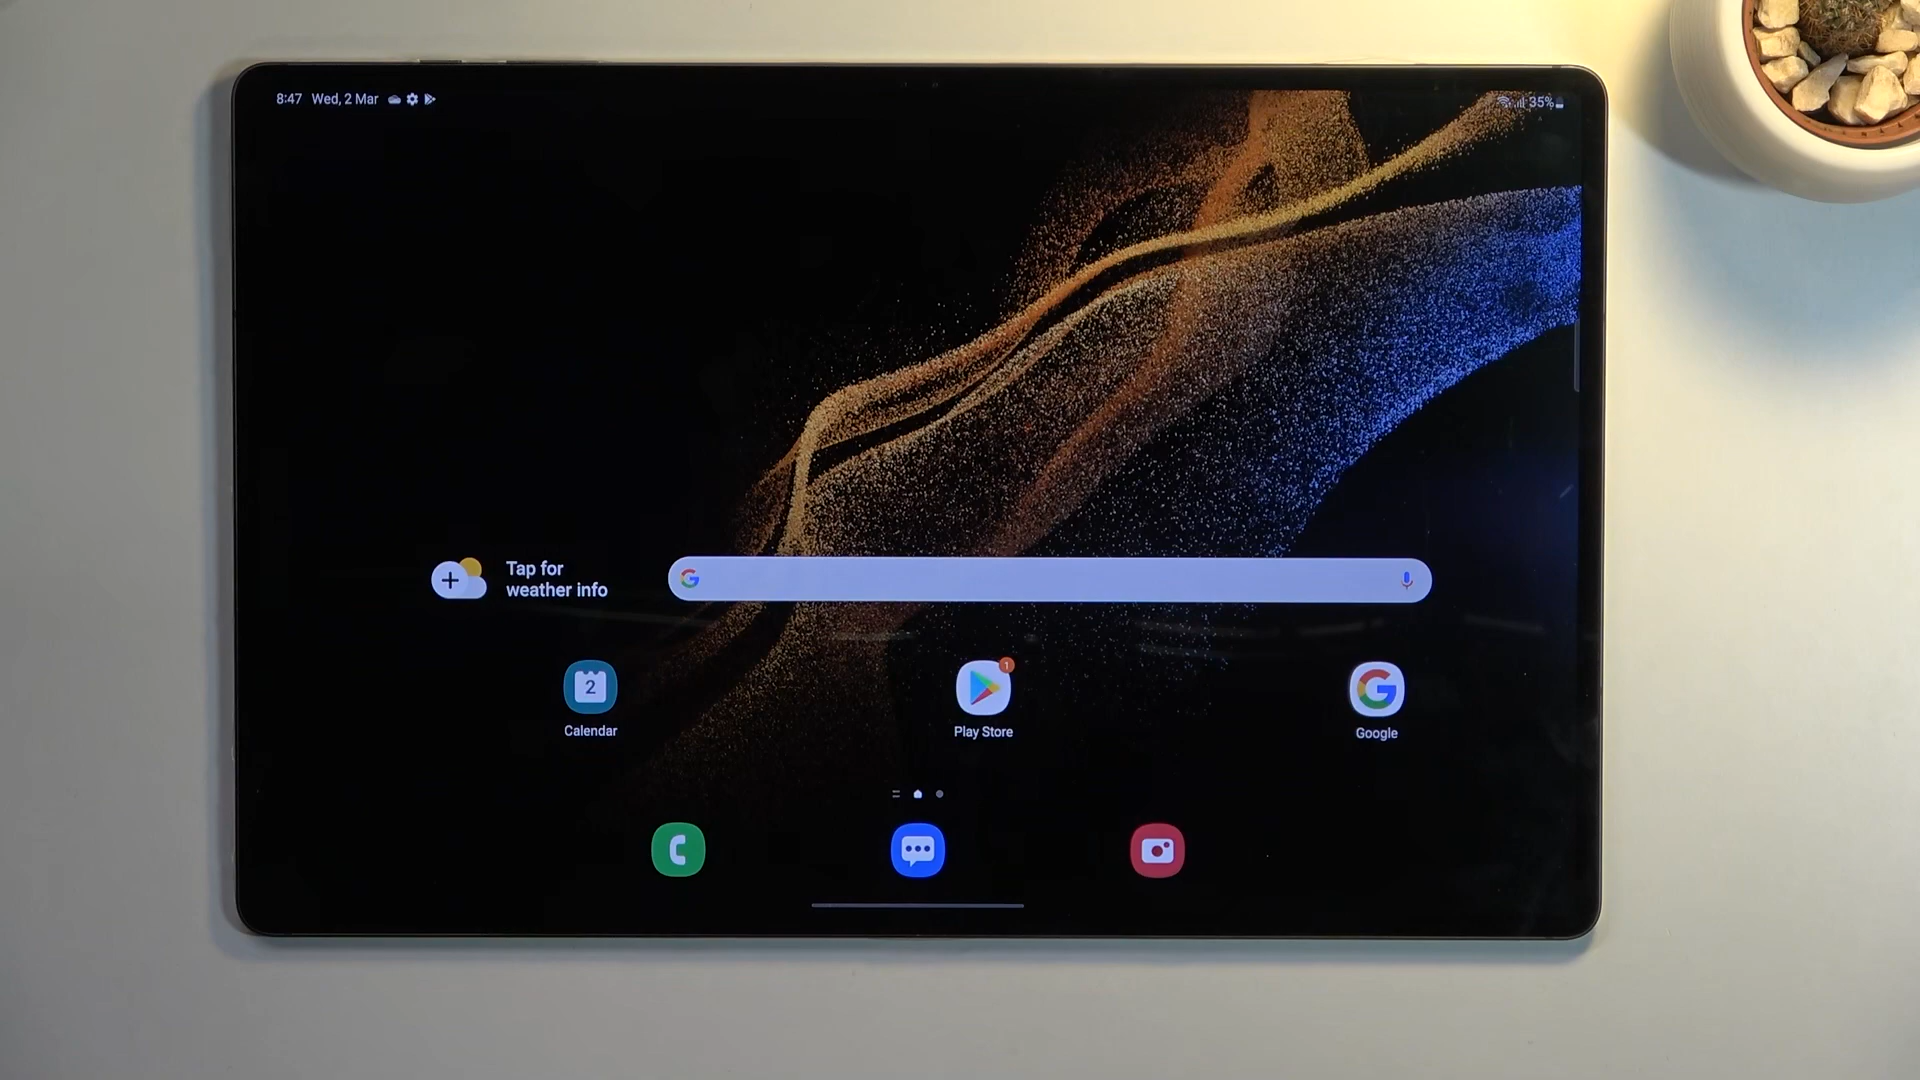 8:47 Wed, 2 Mar
35%
Tap for
weather info
G
2
1
G
Calendar
Play Store
Google